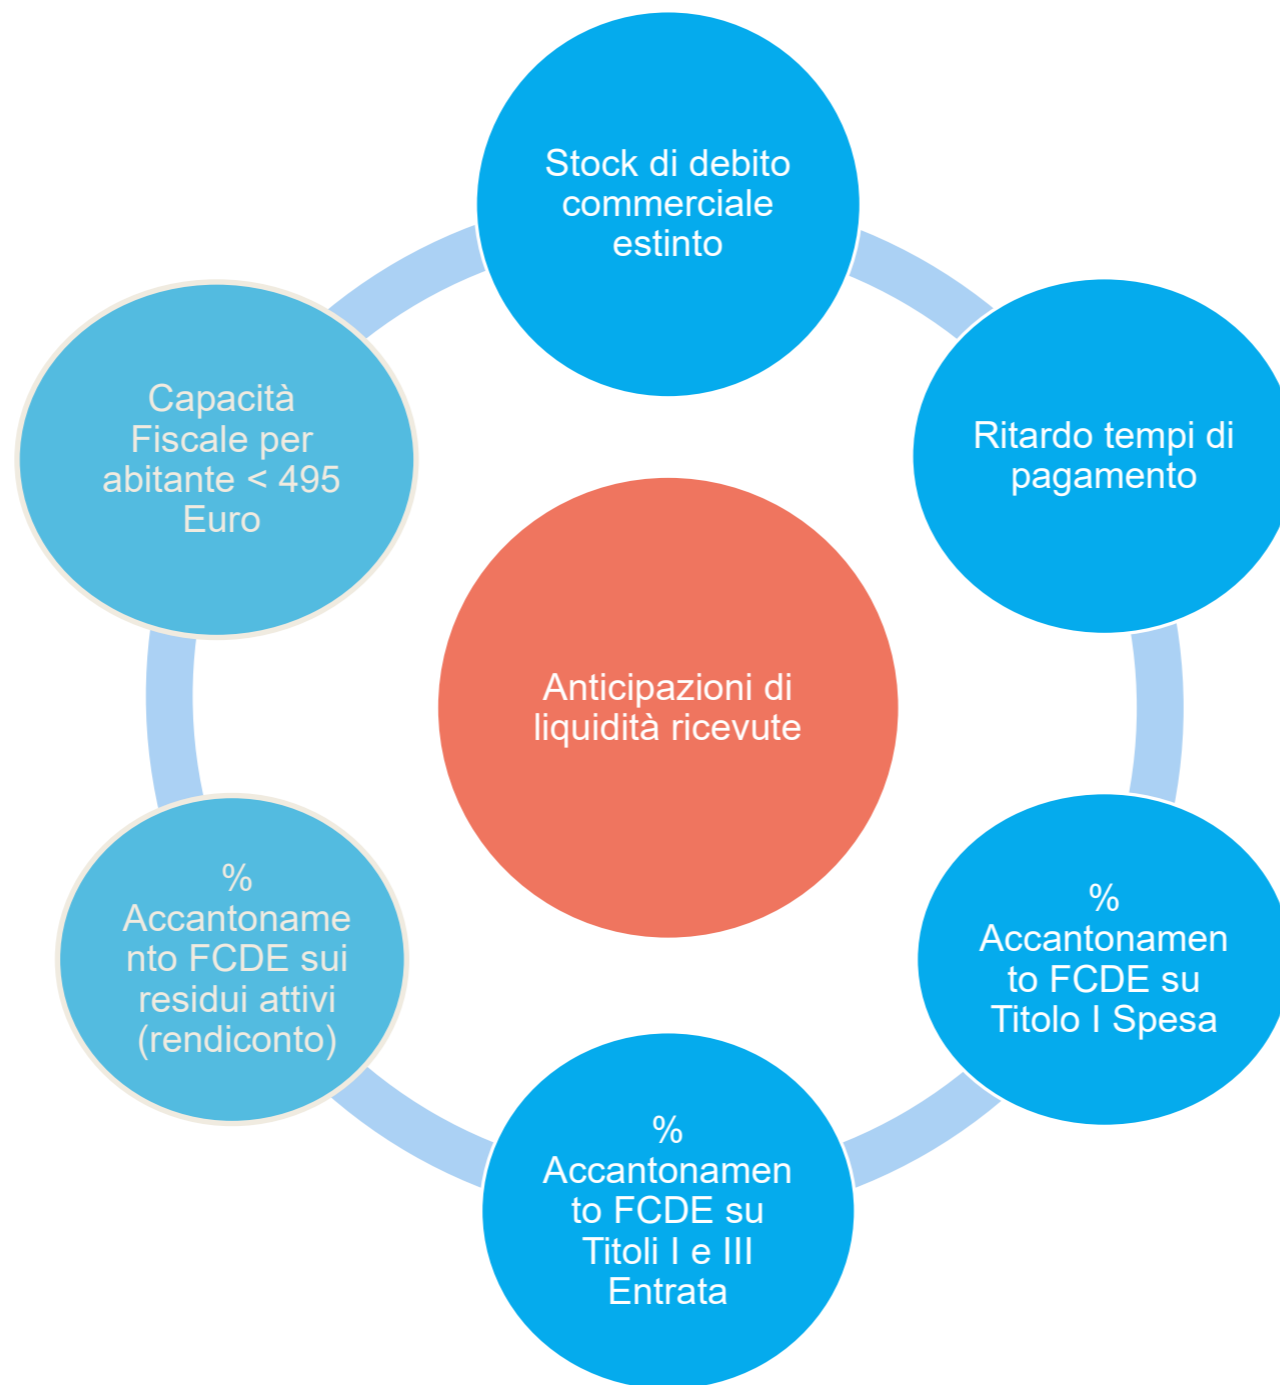 Stock di debito
commerciale
estinto
Ritardo tempi di
pagamento
%
Accantonamen
to FCDE su
Titolo I Spesa
%
Accantonamen
to FCDE su
Titoli I e III
Entrata
%
Accantoname
nto FCDE sui
residui attivi
(rendiconto)
Capacità
Fiscale per
abitante < 495
Euro
Anticipazioni di
liquidità ricevute